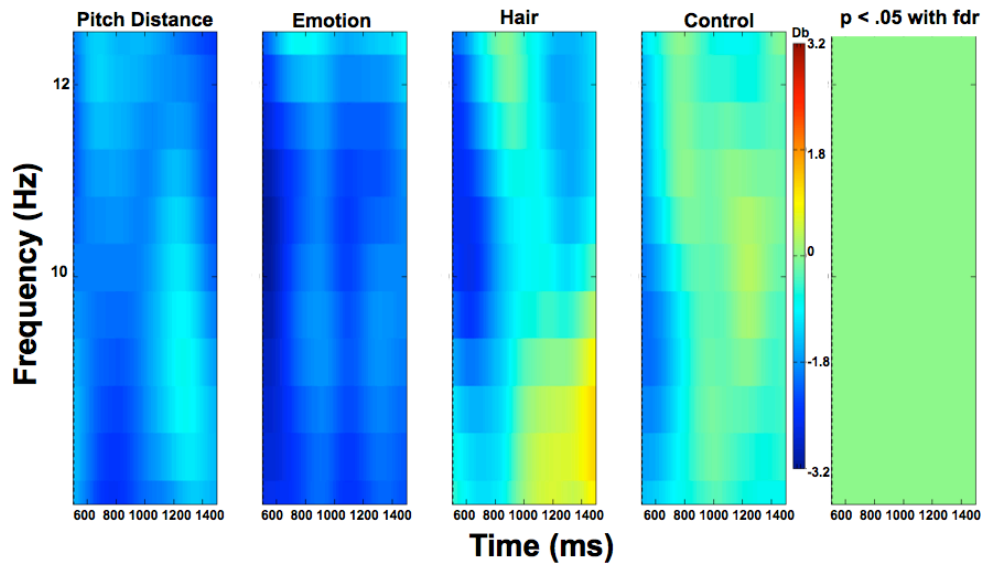 Pitch Distance
Emotion
Hair
Control
p < .05 with fdr
Db
3.2
1.8
0
-1.8
-3.2
12
10
Frequency (Hz)
600 800 1000 1200 1400
600 800 1000 1200 1400
600 800 1000 1200 1400
600 800 1000 1200 1400
600 800 1000 1200 1400
Time (ms)